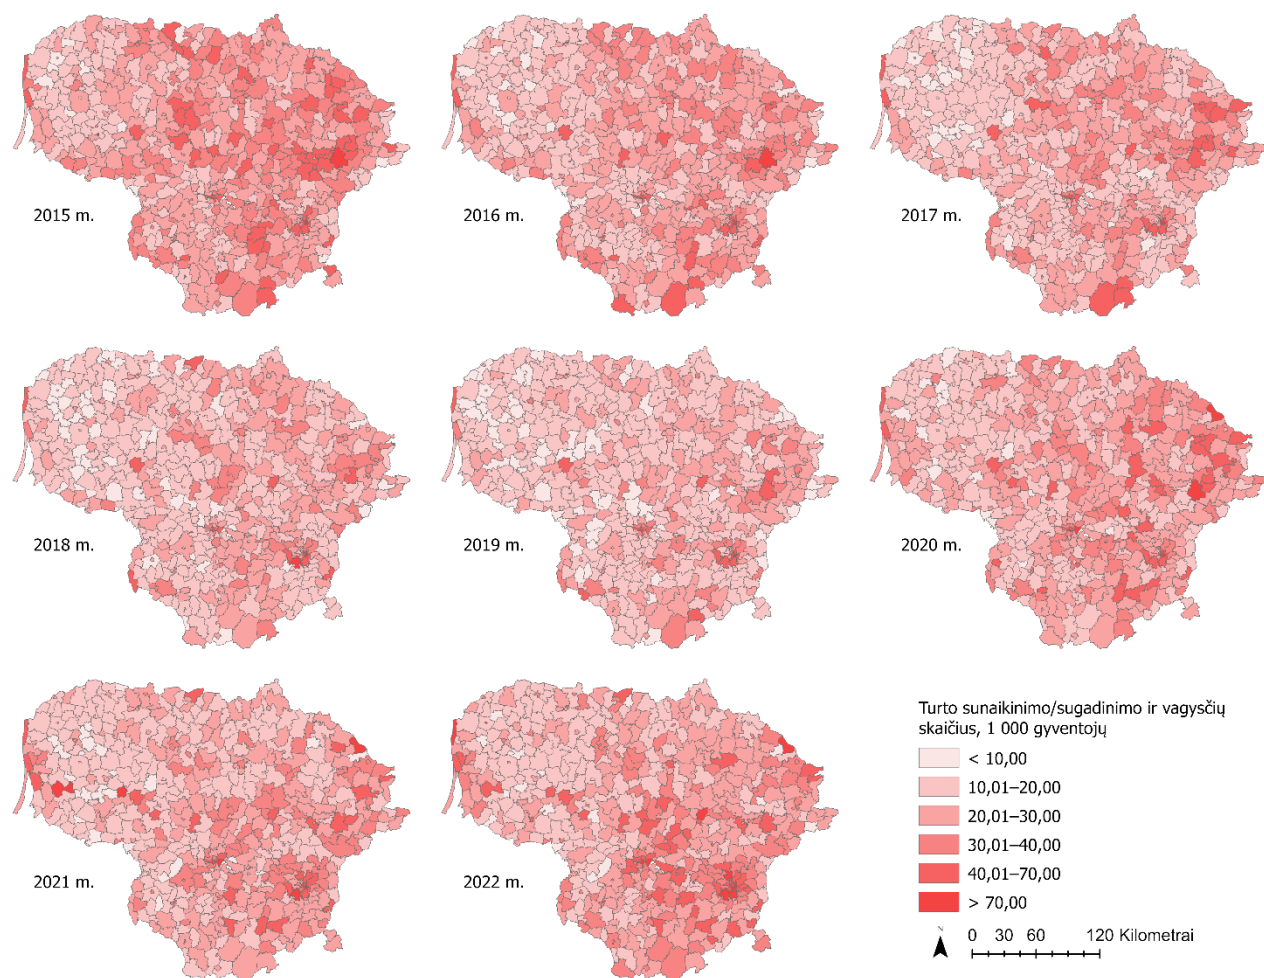 2015 m.
2016 m.
2017 m.
2018 m.
2019 m.
2020 m.
2021 m.
2022 m.
Turto sunaikinimo/sugadinimo ir vagysčių
skaičius, 1 000 gyventojų
< 10,00
10,01–20,00
20,01–30,00
30,01–40,00
40,01–70,00
> 70,00
N
0 30 60 120 Kilometrai